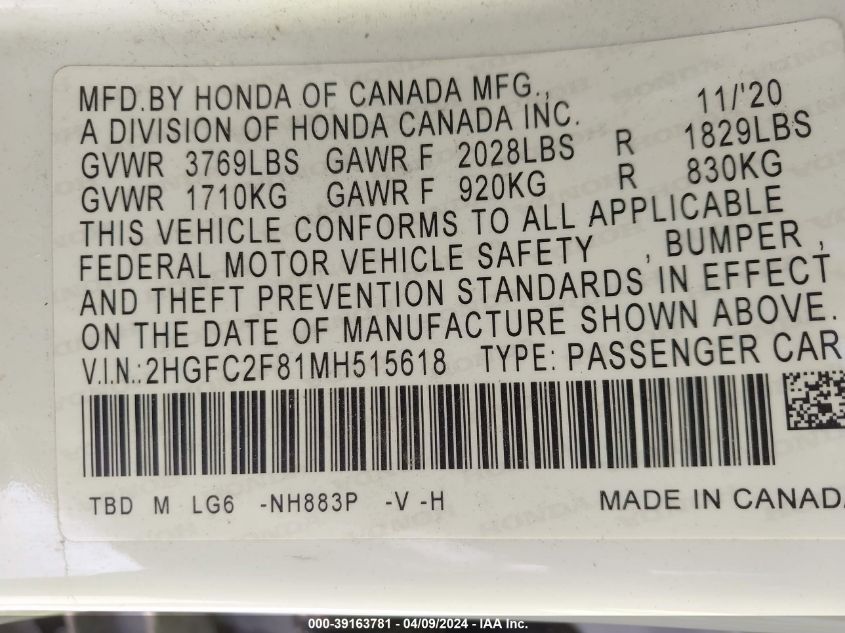 MFD.BY HONDA OF CANADA MFG., 11/'20
A DIVISION OF HONDA CANADA INC.
GVWR 3769LBS GAWR F 2028LBS R 1829LBS
GVWR 1710KG GAWR F 920KG R 830KG
THIS VEHICLE CONFORMS TO ALL APPLICABLE
FEDERAL MOTOR VEHICLE SAFETY , BUMPER ,
AND THEFT PREVENTION STANDARDS IN EFFECT
ON THE DATE OF MANUFACTURE SHOWN ABOVE.
V.I.N.:2HGFC2F81MH515618 TYPE: PASSENGER CAR
TBD M LG6 -NH883P -V -H MADE IN CANADA
000-39163781 / 04/09/2024 - IAA Inc.